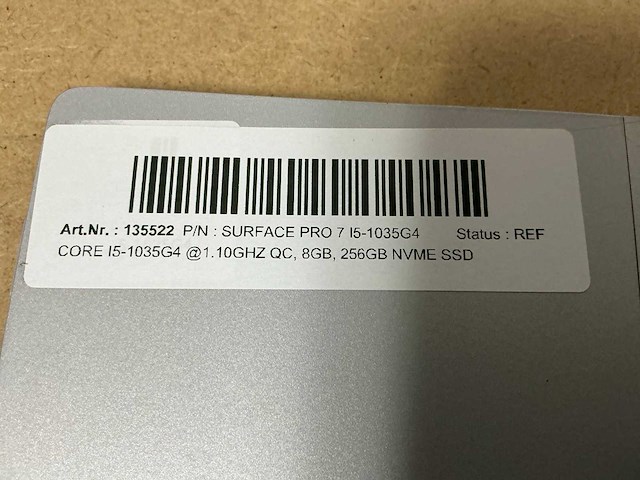 Art.Nr. : 135522 P/N : SURFACE PRO 7 I5-1035G4 Status : REF
CORE I5-1035G4 @1.10GHZ QC, 8GB, 256GB NVME SSD